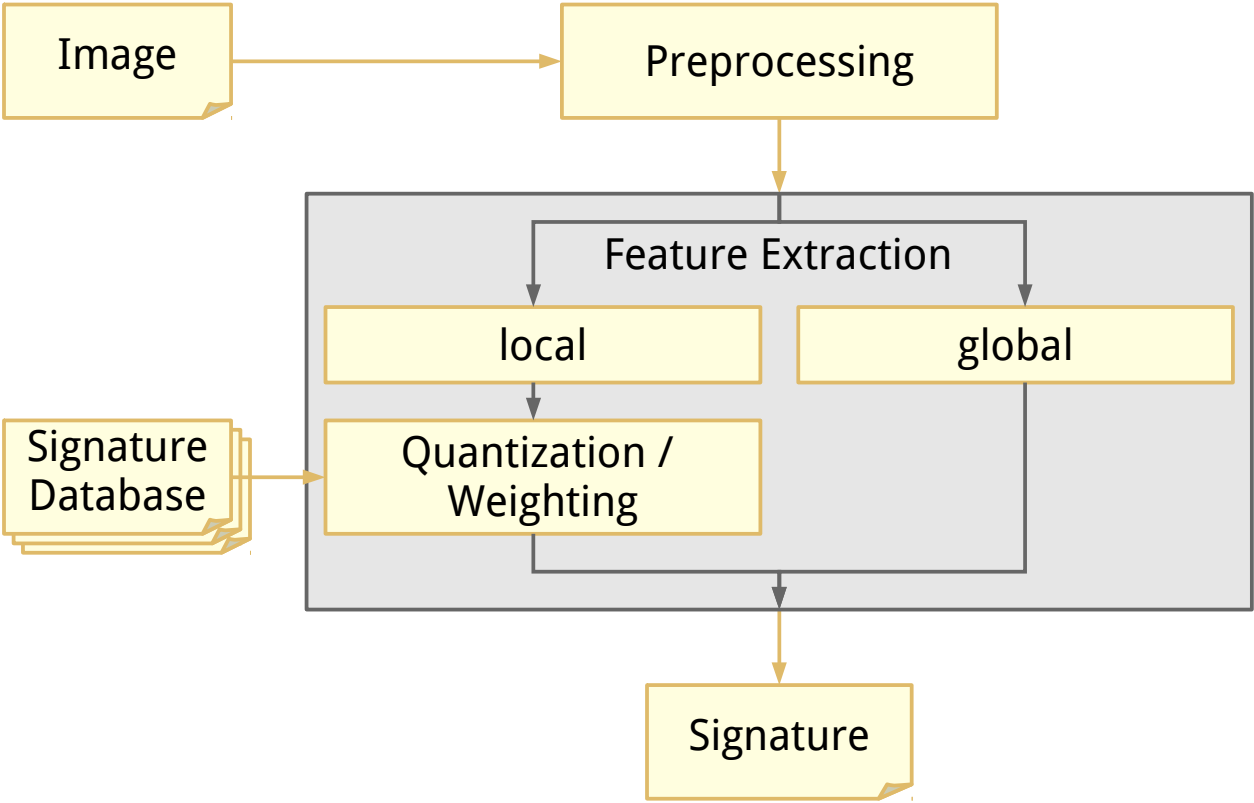 Image
Preprocessing
Feature Extraction
local
global
Signature
Database
Quantization /
Weighting
Signature